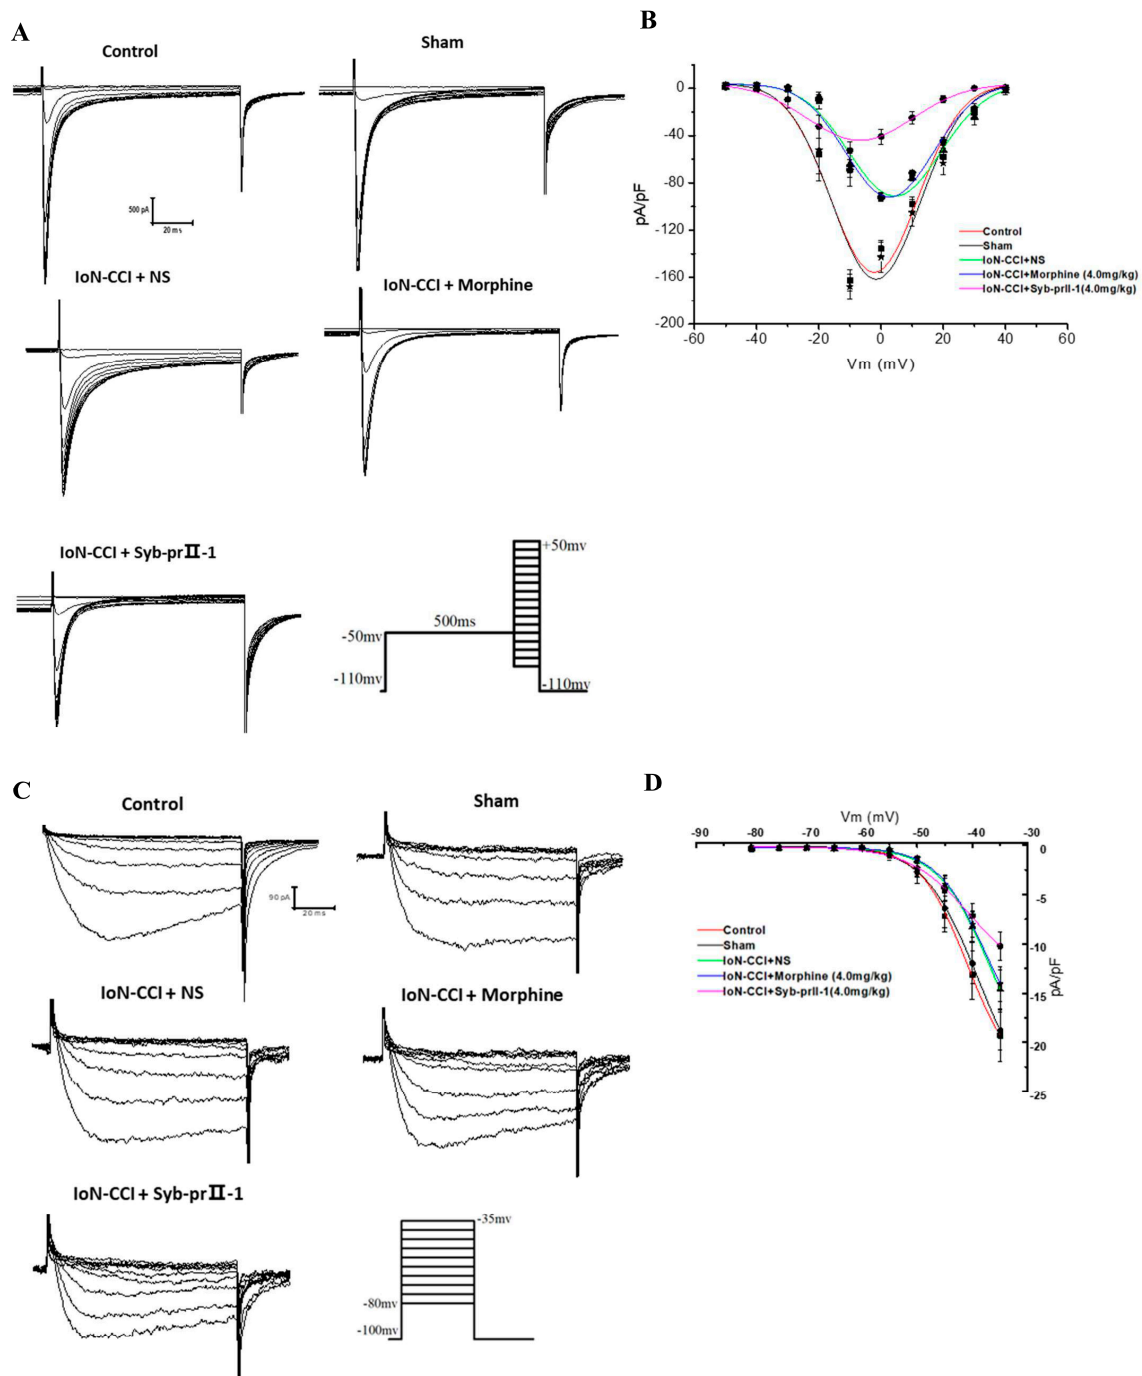 A
Control
Sham
500 pA
20 ms
IoN-CCI + NS
IoN-CCI + Morphine
IoN-CCI + Syb-prⅡ-1
+50mv
500ms
-50mv
-110mv
-110mv
B
0
-40
-80
-120
-160
-200
pA/pF
-60 -40 -20 0 20 40 60
Vm (mV)
Control
Sham
IoN-CCI+NS
IoN-CCI+Morphine (4.0mg/kg)
IoN-CCI+Syb-prII-1(4.0mg/kg)
C
Control
Sham
90 pA
20 ms
IoN-CCI + NS
IoN-CCI + Morphine
IoN-CCI + Syb-prⅡ-1
-35mv
-80mv
-100mv
D
Vm (mV)
-90 -80 -70 -60 -50 -40 -30
0
-5
-10
-15
-20
-25
pA/pF
Control
Sham
IoN-CCI+NS
IoN-CCI+Morphine (4.0mg/kg)
IoN-CCI+Syb-prII-1(4.0mg/kg)